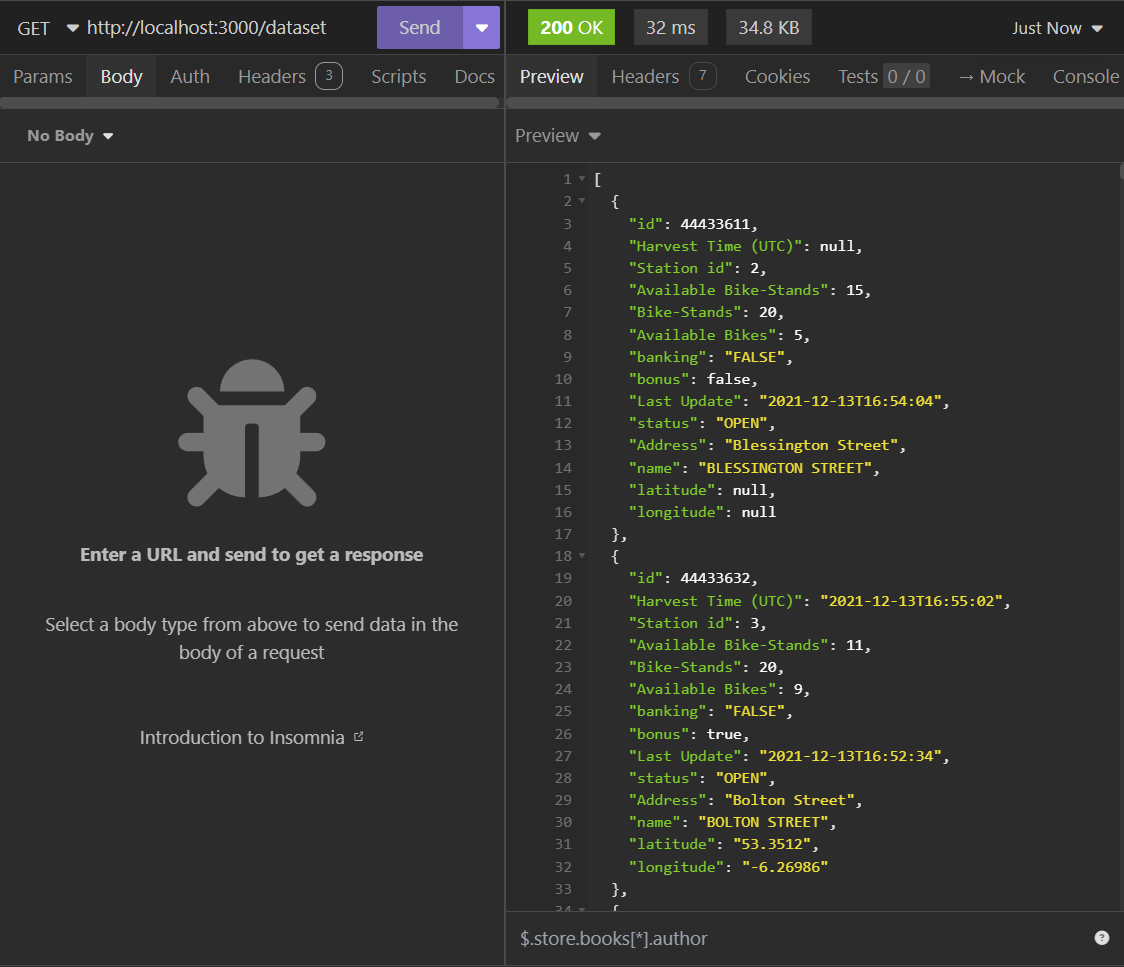 GET http://localhost:3000/dataset Send
Params Body Auth Headers 3 Scripts Docs
No Body
Enter a URL and send to get a response
Select a body type from above to send data in the
body of a request
Introduction to Insomnia
200 OK 32 ms 34.8 KB Just Now
Preview Headers 7 Cookies Tests 0 / 0 → Mock Console
Preview
1 [
2 {
3 "id": 44433611,
4 "Harvest Time (UTC)": null,
5 "Station id": 2,
6 "Available Bike-Stands": 15,
7 "Bike-Stands": 20,
8 "Available Bikes": 5,
9 "banking": "FALSE",
10 "bonus": false,
11 "Last Update": "2021-12-13T16:54:04",
12 "status": "OPEN",
13 "Address": "Blessington Street",
14 "name": "BLESSINGTON STREET",
15 "latitude": null,
16 "longitude": null
17 },
18 {
19 "id": 44433632,
20 "Harvest Time (UTC)": "2021-12-13T16:55:02",
21 "Station id": 3,
22 "Available Bike-Stands": 11,
23 "Bike-Stands": 20,
24 "Available Bikes": 9,
25 "banking": "FALSE",
26 "bonus": true,
27 "Last Update": "2021-12-13T16:52:34",
28 "status": "OPEN",
29 "Address": "Bolton Street",
30 "name": "BOLTON STREET",
31 "latitude": "53.3512",
32 "longitude": "-6.26986"
33 },
34 {
$.store.books[*].author